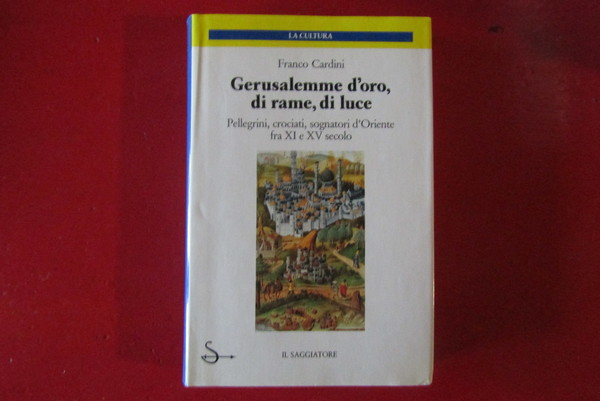 LA CULTURA
Franco Cardini
Gerusalemme d'oro,
di rame, di luce
Pellegrini, crociati, sognatori d'Oriente
fra XI e XV secolo
IL SAGGIATORE